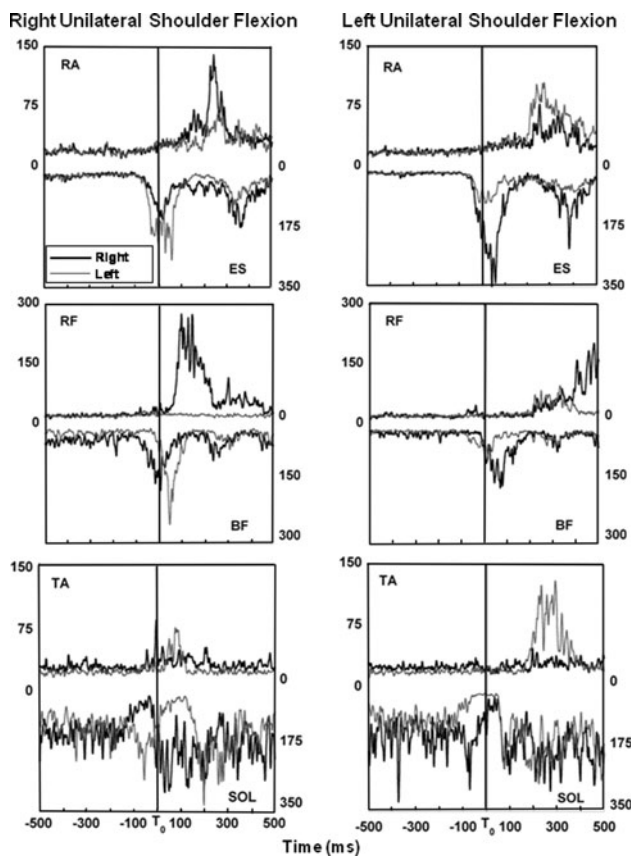 Right Unilateral Shoulder Flexion Left Unilateral Shoulder Flexion
150 RA 150 RA
75 75
0 0 0 0
175 175
Right
Left
ES ES
350 350
300 RF 300 RF
150 150
0 0 0 0
150 150
BF BF
300 300
TA TA
75 75
0 0 0 0
175 175
SOL SOL
350 350
-500 -300 -100 T0 100 300 500 -500 -300 -100 T0 100 300 500
Time (ms)